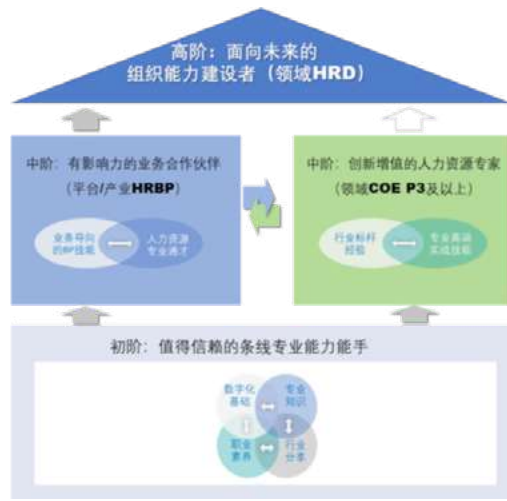 高阶：面向未来的
组织能力建设者（领域HRD）
中阶：有影响力的业务合作伙伴
（平台/产业HRBP）
业务导向
的BP技能
人力资源
专业通才
中阶：创新增值的人力资源专家
（领域COE P3及以上）
行业标杆
经验
专业高端
实战技能
初阶：值得信赖的条线专业能力能手
数字化
基础
专业
知识
职业
素养
行业
分享